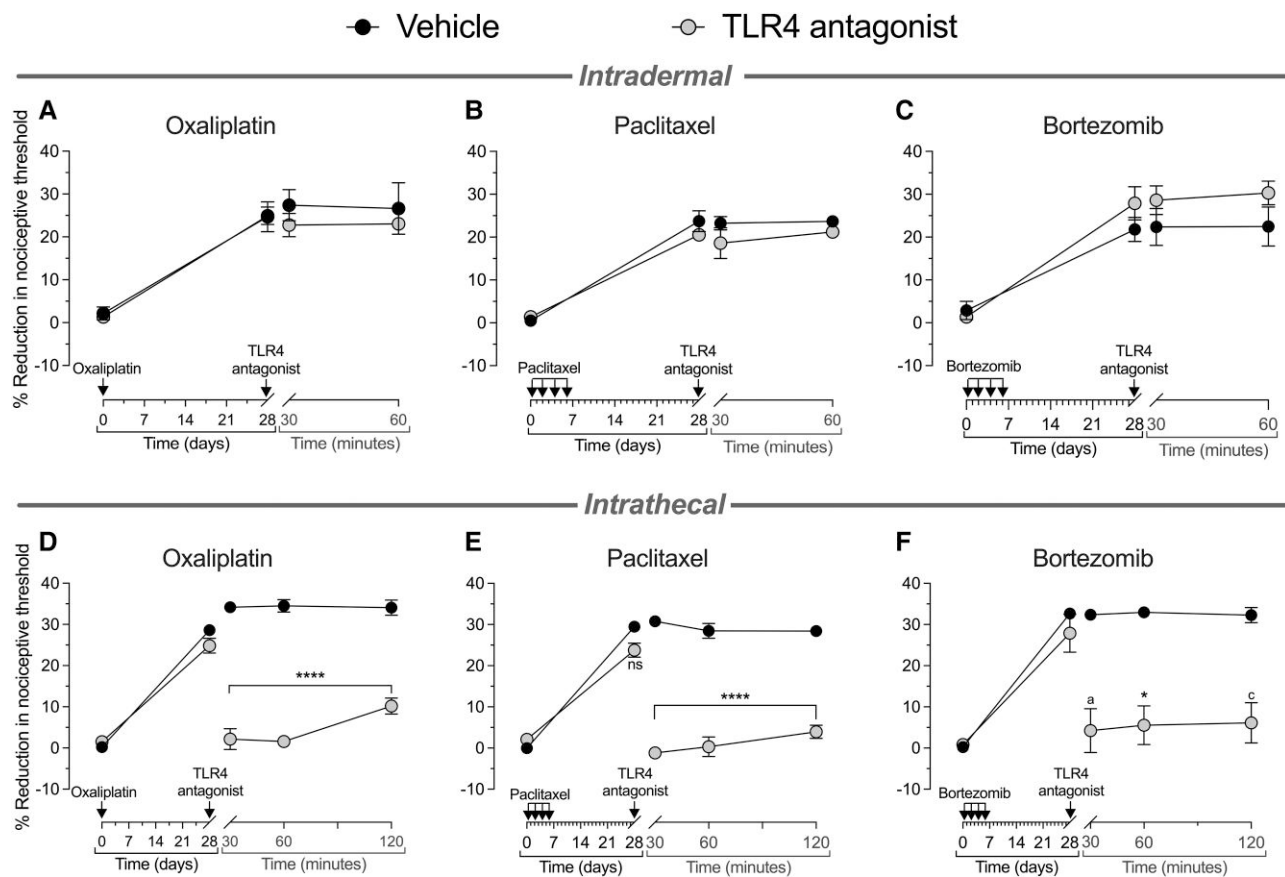 Vehicle TLR4 antagonist
Intradermal
A B C
Oxaliplatin Paclitaxel Bortezomib
% Reduction in nociceptive threshold
40 40 40
30 30 30
20 20 20
10 10 10
0 0 0
-10 -10 -10
TLR4 TLR4 TLR4
Oxaliplatin antagonist Paclitaxel antagonist Bortezomib antagonist
0 7 14 21 28 30 60 0 7 14 21 28 30 60 0 7 14 21 28 30 60
Time (days) Time (minutes) Time (days) Time (minutes) Time (days) Time (minutes)
Intrathecal
D E F
Oxaliplatin Paclitaxel Bortezomib
% Reduction in nociceptive threshold
40 40 40
30 30 30
ns
20 20 20
**** ****
a * c
10 10 10
0 0 0
-10 -10 -10
TLR4 TLR4 TLR4
Oxaliplatin antagonist Paclitaxel antagonist Bortezomib antagonist
0 7 14 21 28 30 60 120 0 7 14 21 28 30 60 120 0 7 14 21 28 30 60 120
Time (days) Time (minutes) Time (days) Time (minutes) Time (days) Time (minutes)